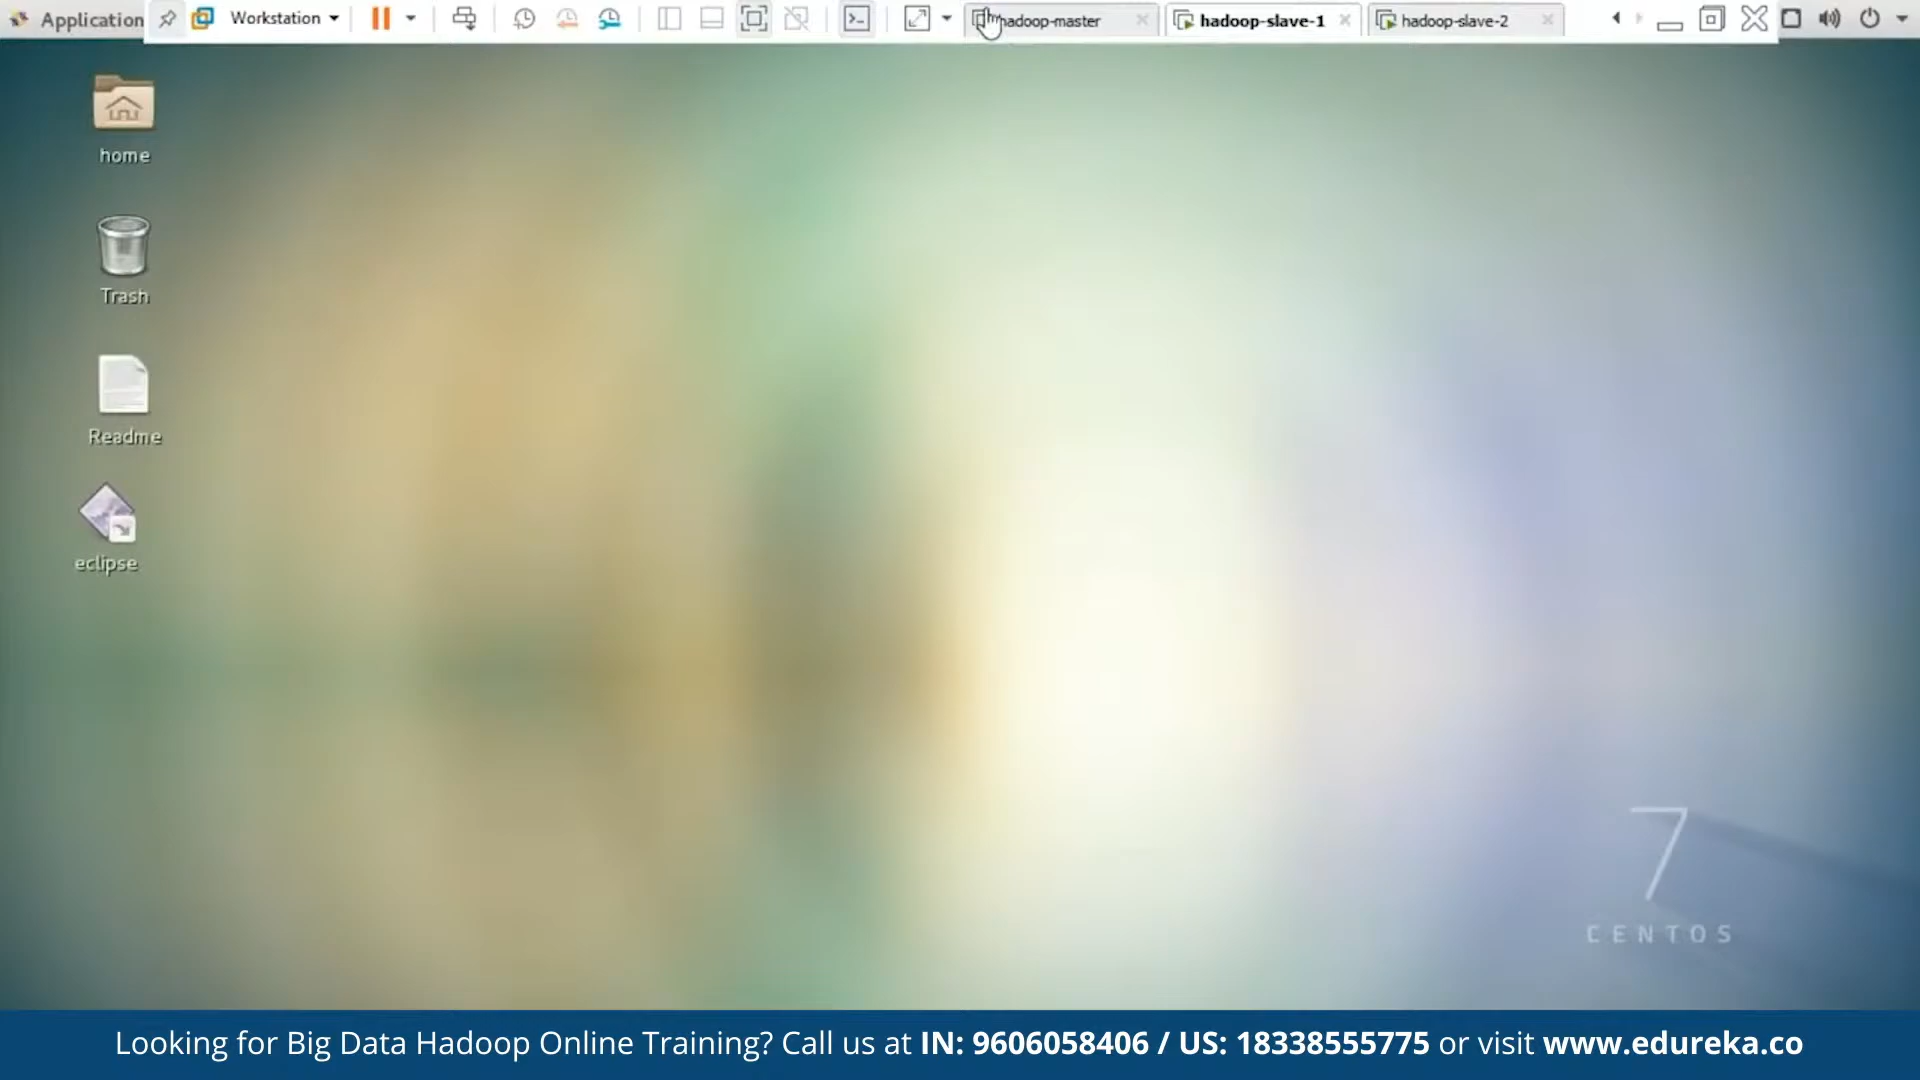 Application
Workstation
hadoop-master
hadoop-slave-1
hadoop-slave-2
home
Trash
Readme
eclipse
7
CENTOS
Looking for Big Data Hadoop Online Training? Call us at IN: 9606058406 / US: 18338555775 or visit www.edureka.co